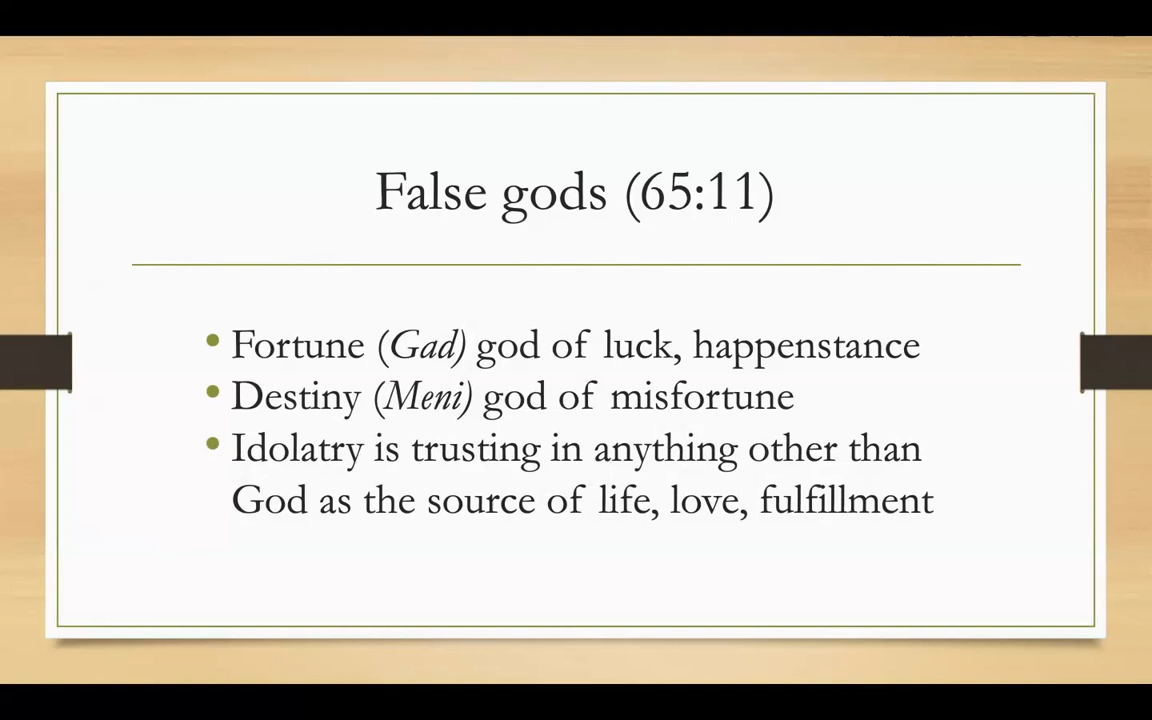 False gods (65:11)
• Fortune (Gad) god of luck, happenstance
• Destiny (Meni) god of misfortune
• Idolatry is trusting in anything other than
God as the source of life, love, fulfillment